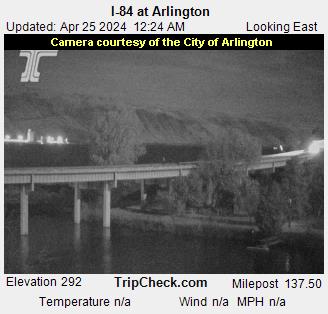 I-84 at Arlington
Updated: Apr 25 2024 12:24 AM Looking East
Camera courtesy of the City of Arlington
Elevation 292 TripCheck.com Milepost 137.50
Temperature n/a Wind n/a MPH n/a